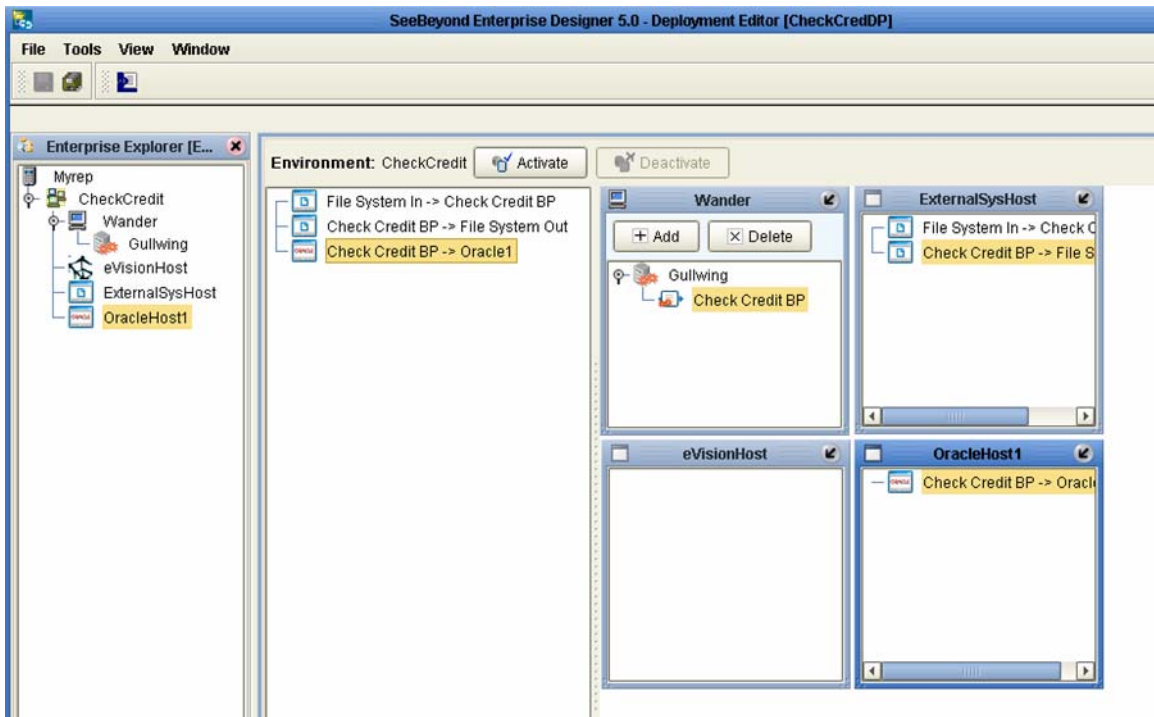 SeeBeyond Enterprise Designer 5.0 - Deployment Editor [CheckCredDP]
File Tools View Window
Enterprise Explorer [E...
Myrep
CheckCredit
Wander
Gullwing
eVisionHost
ExternalSysHost
OracleHost1
Environment: CheckCredit Activate Deactivate
File System In -> Check Credit BP
Check Credit BP -> File System Out
Check Credit BP -> Oracle1
Wander
Add Delete
Gullwing
Check Credit BP
ExternalSysHost
File System In -> Check C
Check Credit BP -> File S
eVisionHost
OracleHost1
Check Credit BP -> Oracl